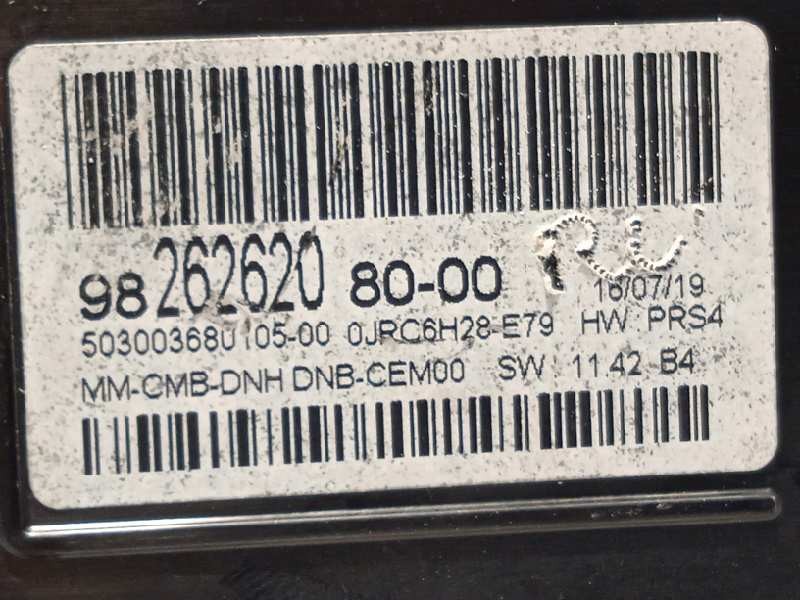 98 262620 80-00
16/07/19
503003680105-00 0JRC6H28-E79 HW PRS4
MM-CMB-DNH DNB-CEM00 SW 11 42 B4